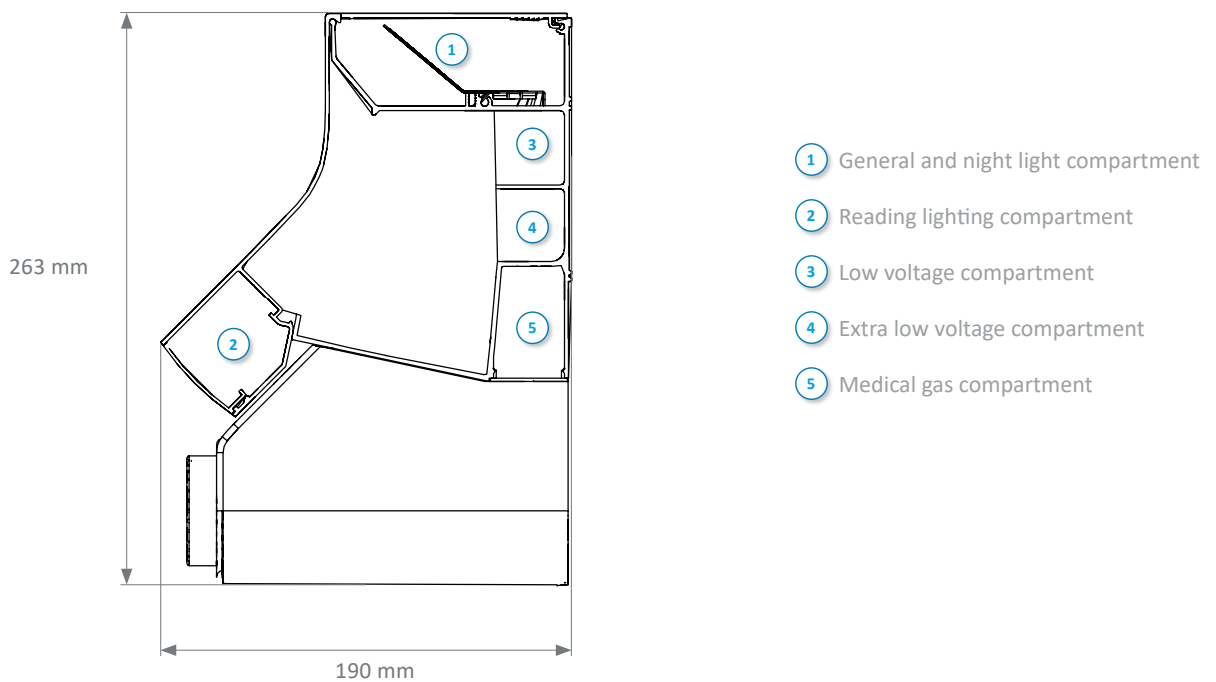 1
3
4
263 mm
5
2
190 mm
1 General and night light compartment
2 Reading lighting compartment
3 Low voltage compartment
4 Extra low voltage compartment
5 Medical gas compartment